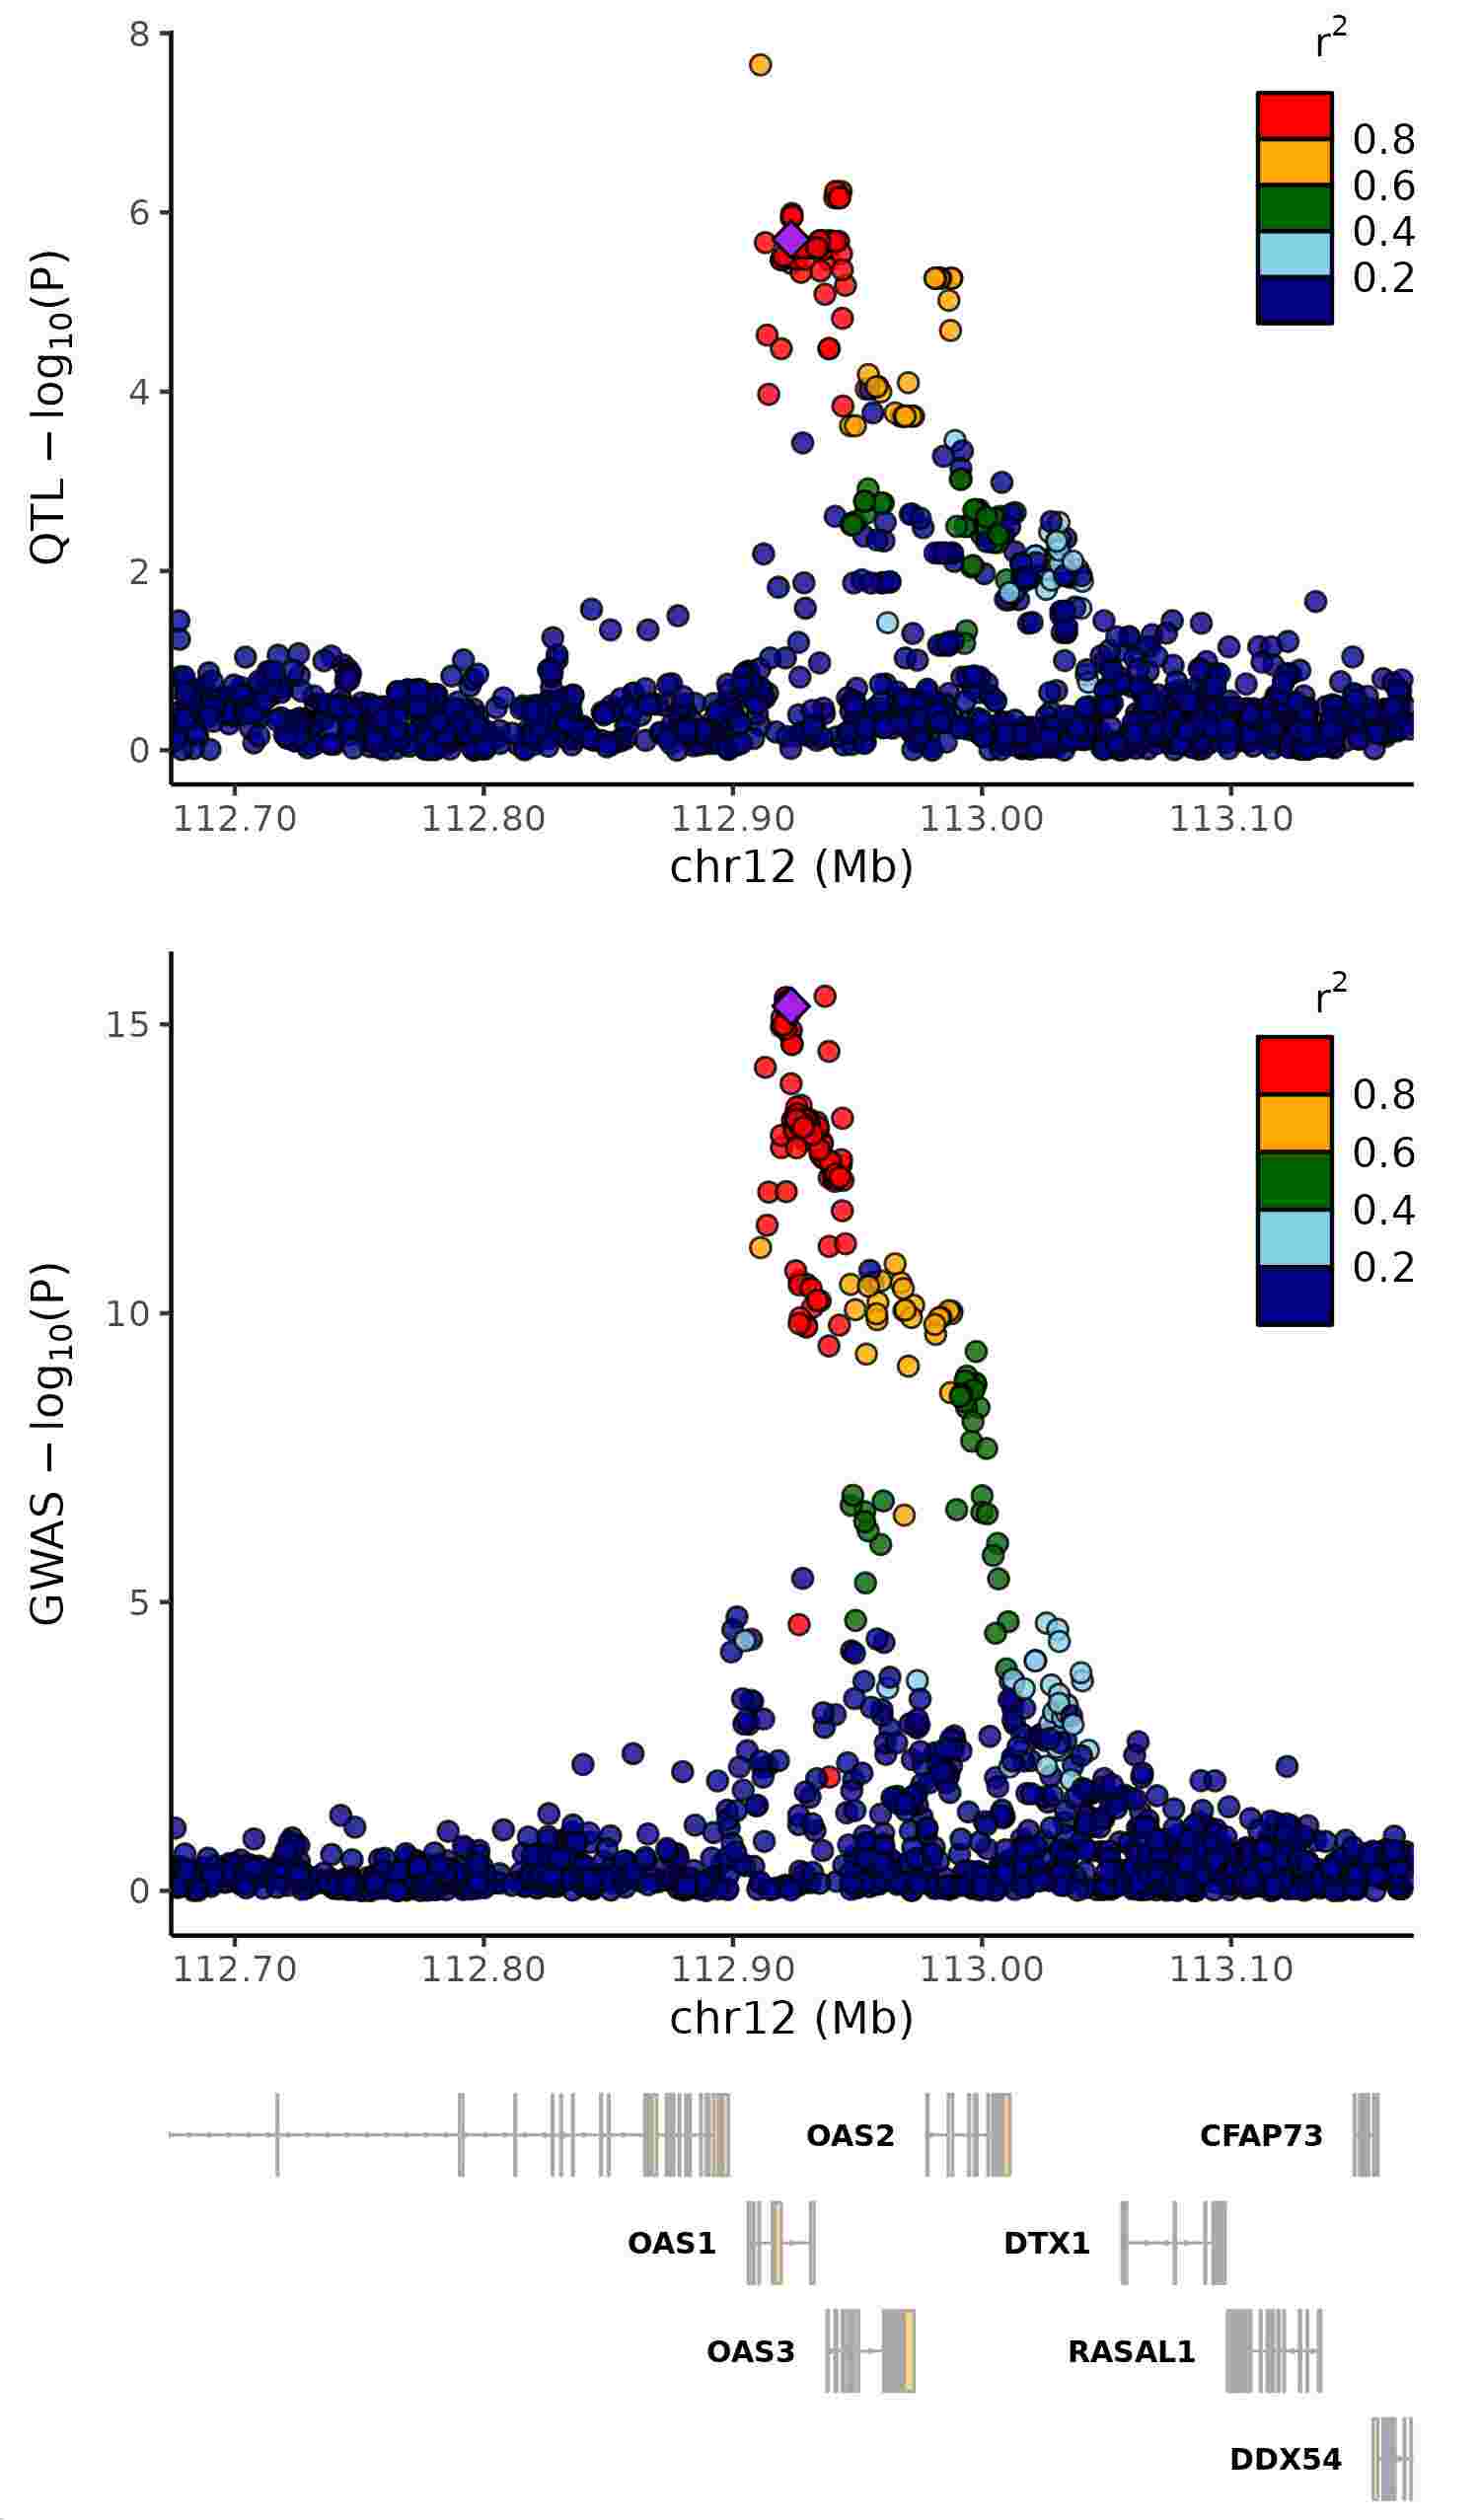 8
6
4
2
0
QTL − log10(P)
r2
0.8
0.6
0.4
0.2
112.70 112.80 112.90 113.00 113.10
chr12 (Mb)
15
10
5
0
GWAS − log10(P)
r2
0.8
0.6
0.4
0.2
112.70 112.80 112.90 113.00 113.10
chr12 (Mb)
OAS2 CFAP73
OAS1 DTX1
OAS3 RASAL1
DDX54